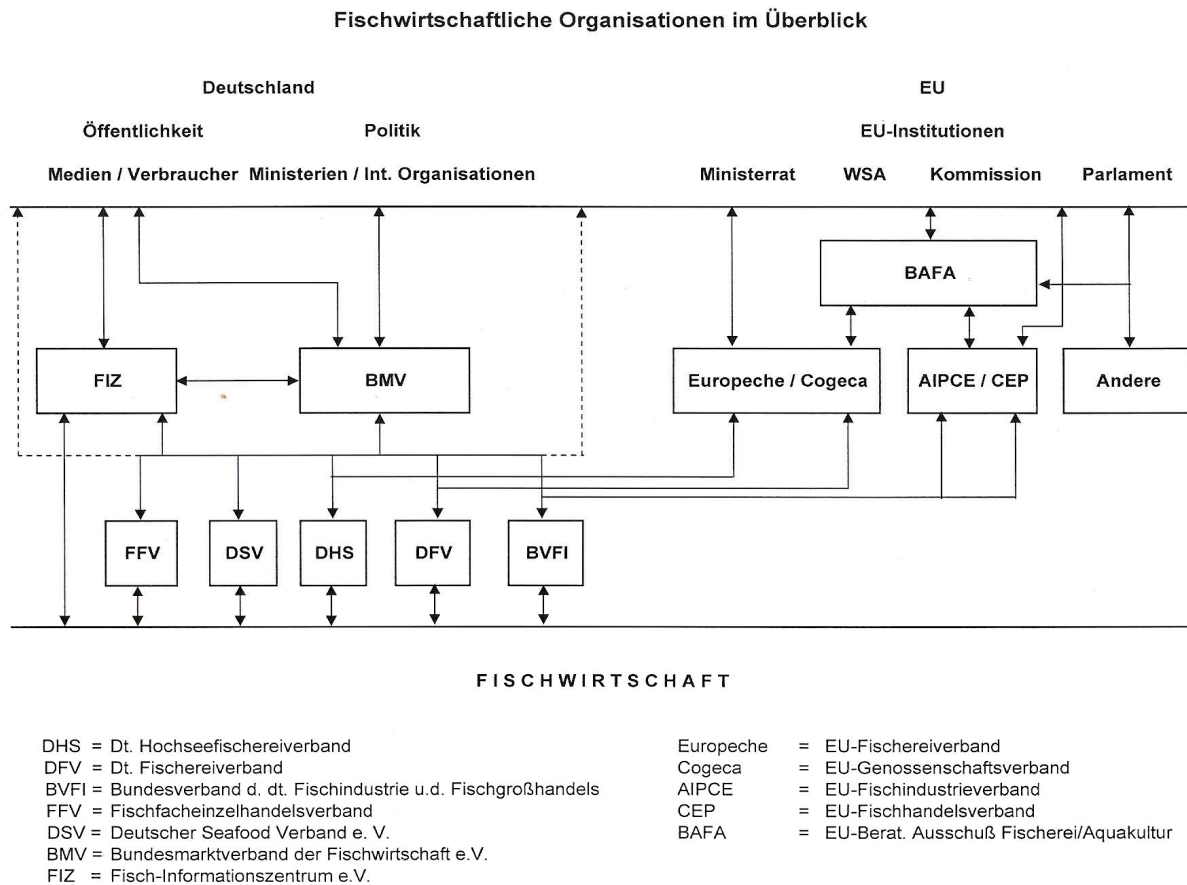 Fischwirtschaftliche Organisationen im Überblick
Deutschland EU
Öffentlichkeit Politik EU-Institutionen
Medien / Verbraucher Ministerien / Int. Organisationen Ministerrat WSA Kommission Parlament
BAFA
FIZ BMV Europeche / Cogeca AIPCE / CEP Andere
FFV DSV DHS DFV BVFI
FISCHWIRTSCHAFT
DHS = Dt. Hochseefischereiverband
DFV = Dt. Fischereiverband
BVFI = Bundesverband d. dt. Fischindustrie u.d. Fischgroßhandels
FFV = Fischfacheinzelhandelsverband
DSV = Deutscher Seafood Verband e. V.
BMV = Bundesmarktverband der Fischwirtschaft e.V.
FIZ = Fisch-Informationszentrum e.V.
Europeche = EU-Fischereiverband
Cogeca = EU-Genossenschaftsverband
AIPCE = EU-Fischindustrieverband
CEP = EU-Fischhandelsverband
BAFA = EU-Berat. Ausschuß Fischerei/Aquakultur